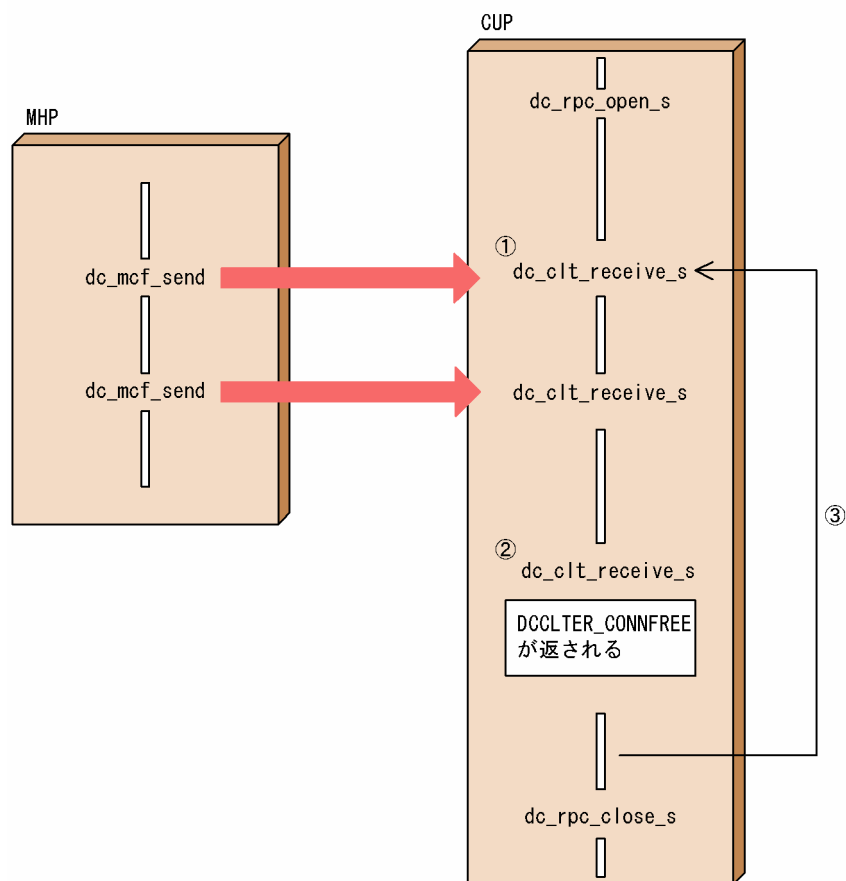 CUP
dc_rpc_open_s
MHP
①
dc_mcf_send
dc_clt_receive_s
dc_mcf_send
dc_clt_receive_s
③
②
dc_clt_receive_s
DCCLTER_CONNFREE
が返される
dc_rpc_close_s